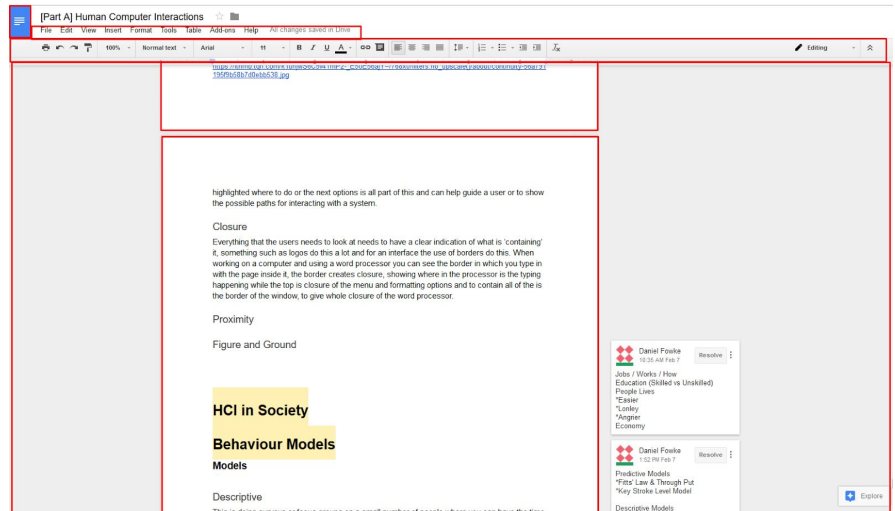 [Part A] Human Computer Interactions
File Edit View Insert Format Tools Table Add-ons Help All changes saved in Drive
100% Normal text Arial 11 B I U A Editing
195f9b58b7d0ebb538.jpg
highlighted where to do or the next options is all part of this and can help guide a user or to show
the possible paths for interacting with a system.
Closure
Everything that the users needs to look at needs to have a clear indication of what is 'containing'
it, something such as logos do this a lot and for an interface the use of borders do this. When
working on a computer and using a word processor you can see the border in which you type in
with the page inside it, the border creates closure, showing where in the processor is the typing
happening while the top is closure of the menu and formatting options and to contain all of the is
the border of the window, to give whole closure of the word processor.
Proximity
Figure and Ground
HCI in Society
Behaviour Models
Models
Descriptive
Daniel Fowke
10:35 AM Feb 7
Resolve
Jobs / Works / How
Education (Skilled vs Unskilled)
People Lives
*Easier
*Lonley
*Angrier
Economy
Daniel Fowke
1:52 PM Feb 7
Resolve
Predictive Models
*Fitts' Law & Through Put
*Key Stroke Level Model
Descriptive Models
Explore